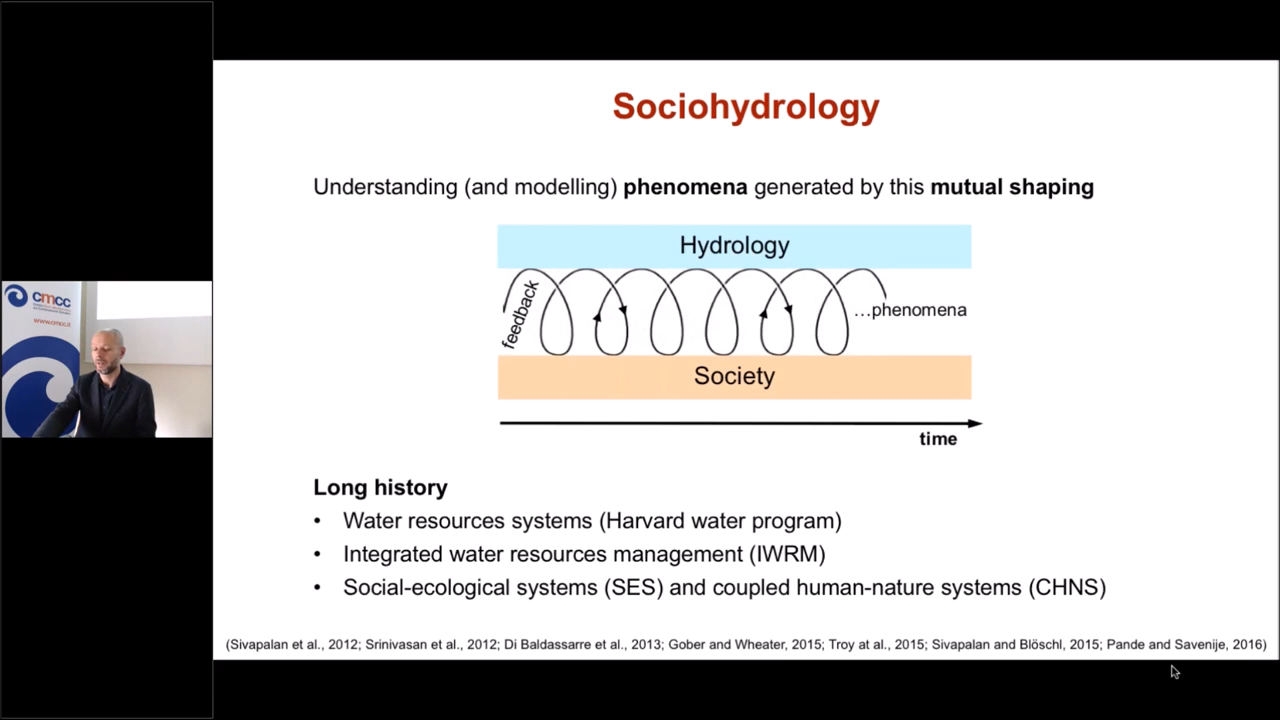 Sociohydrology
Understanding (and modelling) phenomena generated by this mutual shaping
Hydrology
feedback
...phenomena
Society
time
Long history
• Water resources systems (Harvard water program)
• Integrated water resources management (IWRM)
• Social-ecological systems (SES) and coupled human-nature systems (CHNS)
(Sivapalan et al., 2012; Srinivasan et al., 2012; Di Baldassarre et al., 2013; Gober and Wheater, 2015; Troy at al., 2015; Sivapalan and Blöschl, 2015; Pande and Savenije, 2016)
cmcc
www.cmcc.it